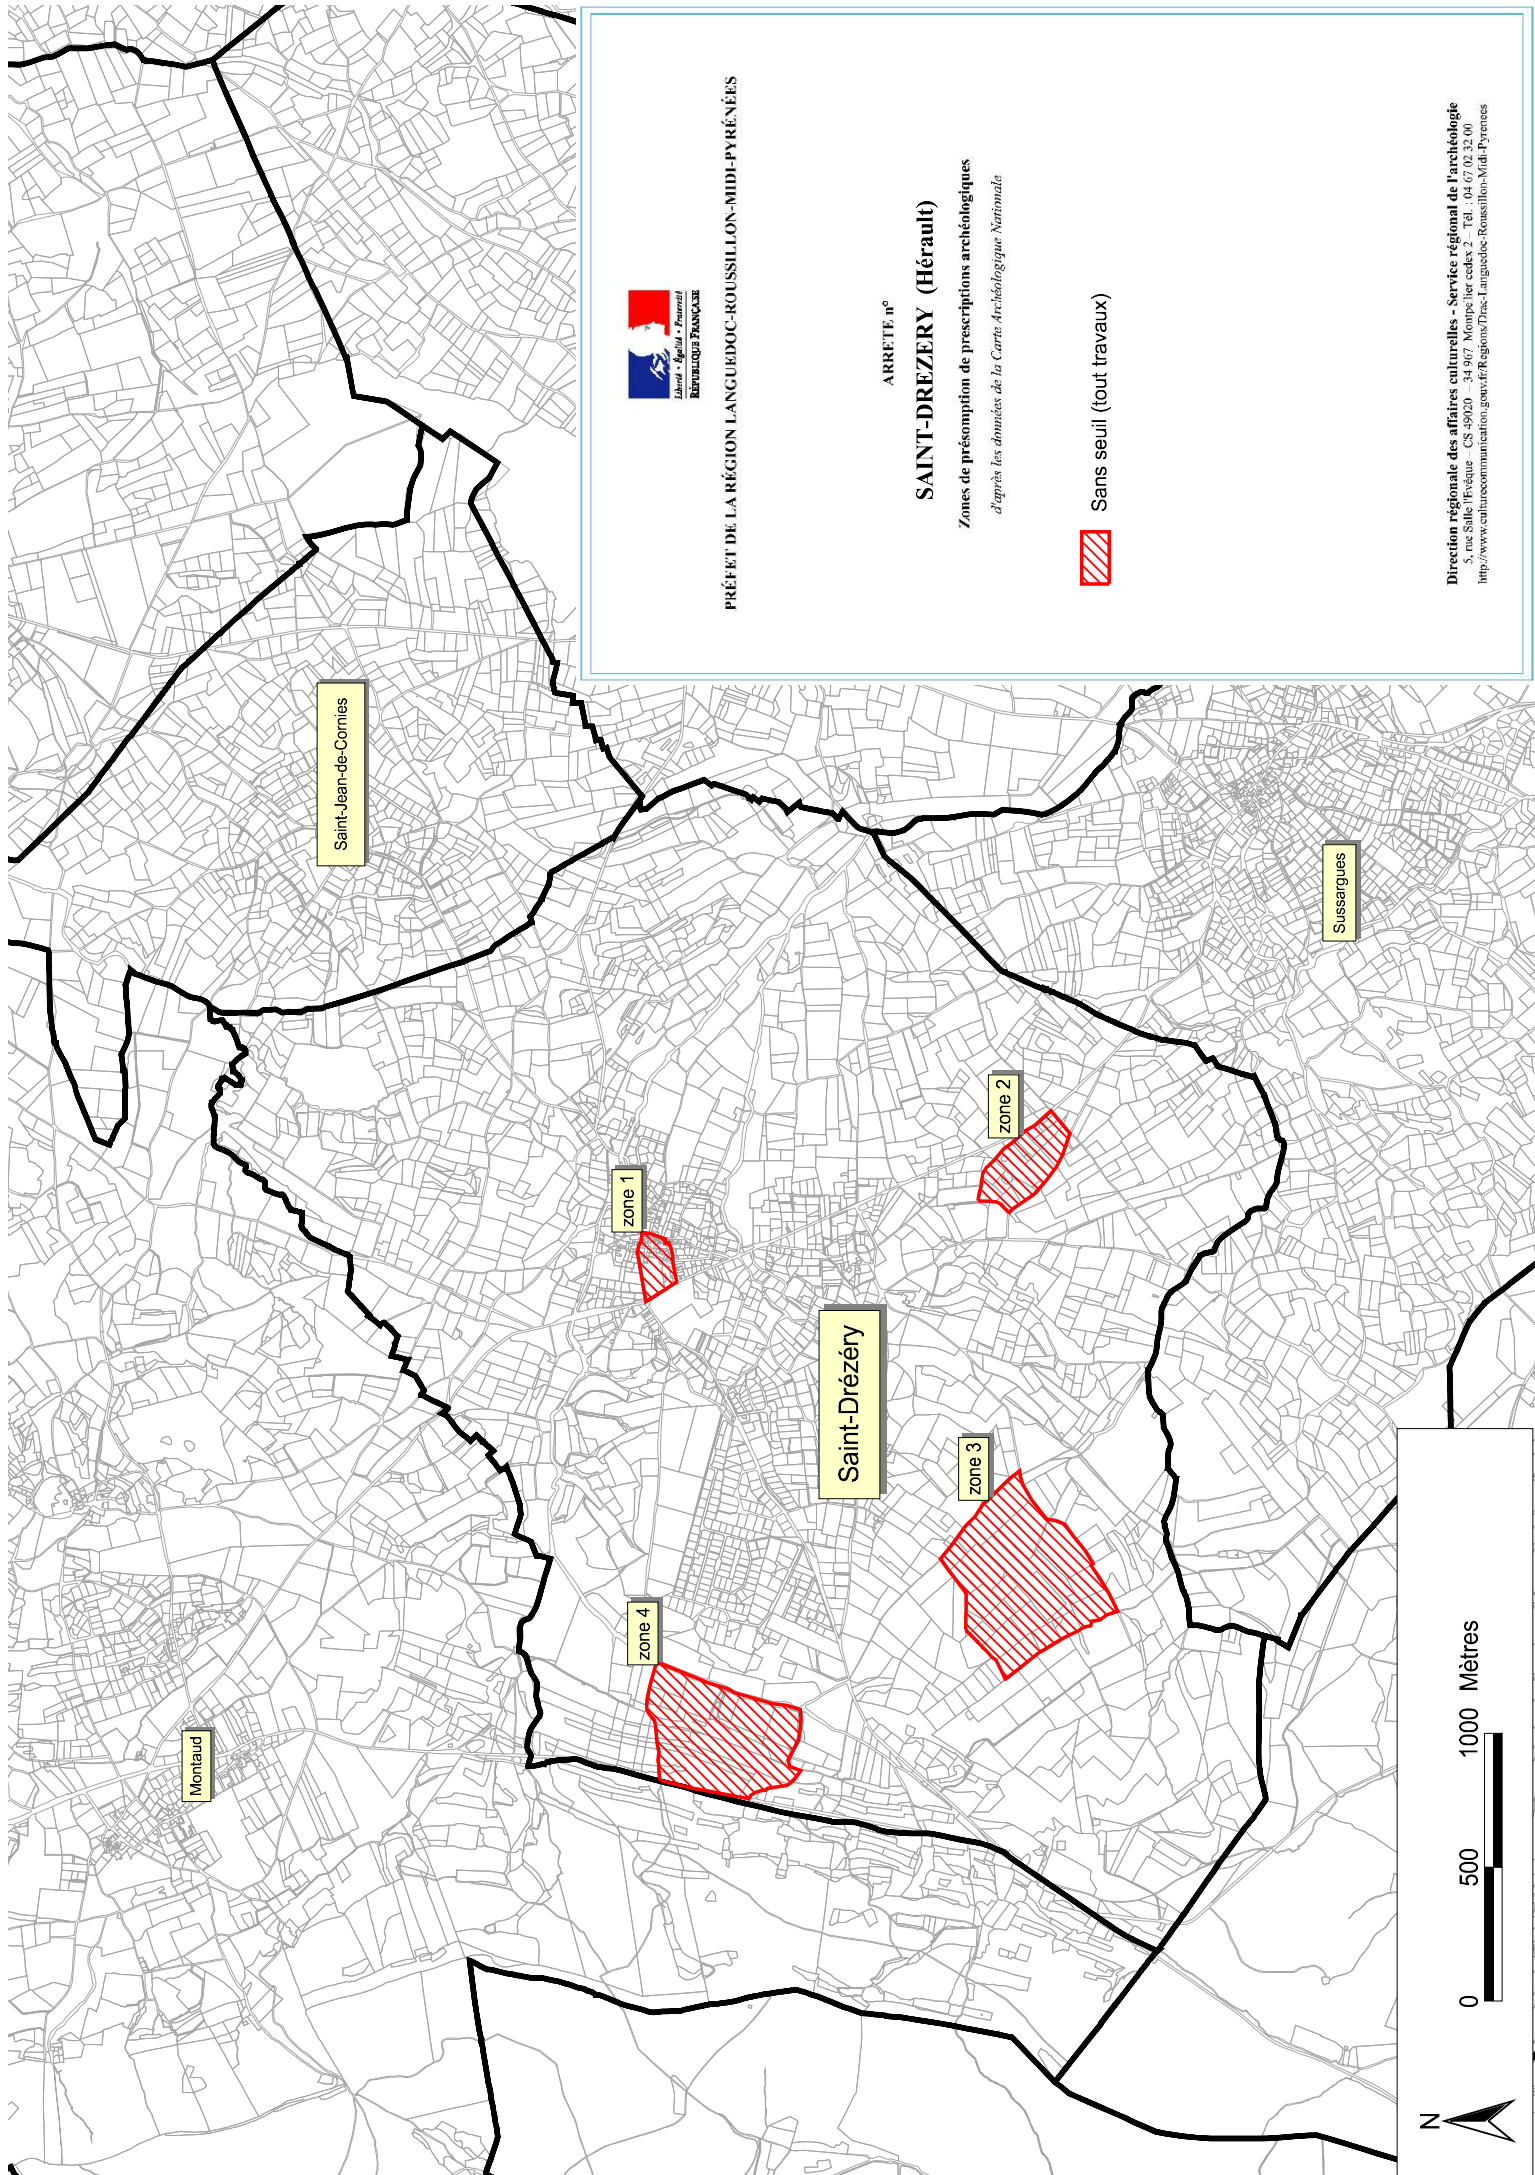 Liberté • Égalité • Fraternité
RÉPUBLIQUE FRANÇAISE
PRÉFET DE LA RÉGION LANGUEDOC-ROUSSILLON-MIDI-PYRÉNÉES
ARRETE n°
SAINT-DREZERY (Hérault)
Zones de présomption de prescriptions archéologiques
d'après les données de la Carte Archéologique Nationale
Sans seuil (tout travaux)
Direction régionale des affaires culturelles - Service régional de l'archéologie
5, rue Salle l'Evêque – CS 49020 – 34 967 Montpellier cedex 2 – Tél. : 04 67 02 32 00
http://www.culturecommunication.gouv.fr/Regions/Drac-Languedoc-Roussillon-Midi-Pyrenees
Montaud
Saint-Jean-de-Cornies
zone 4
zone 1
Saint-Drézéry
zone 3
zone 2
Sussargues
N
0 500 1000 Mètres